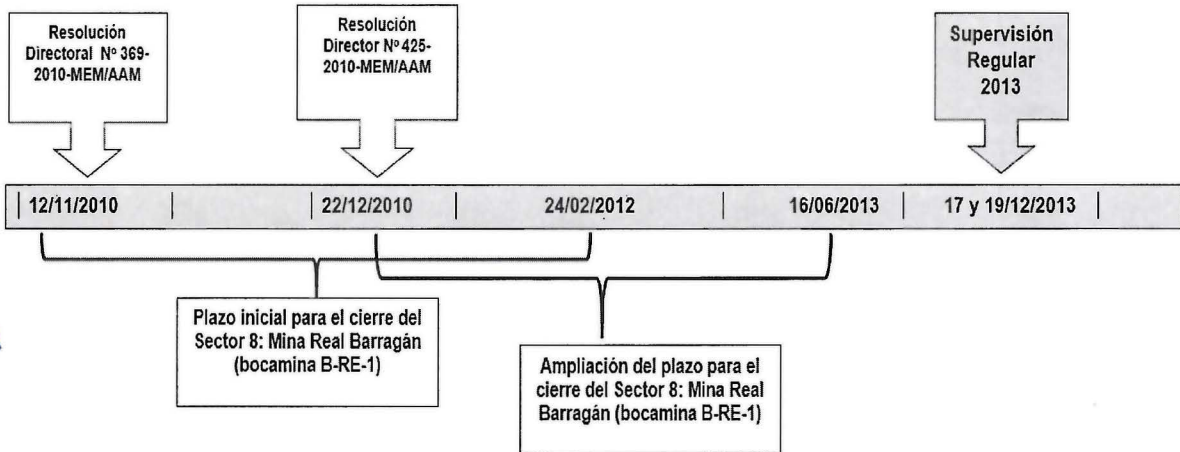 Resolución
Directoral Nº 369-
2010-MEM/AAM
Resolución
Director Nº 425-
2010-MEM/AAM
Supervisión
Regular
2013
12/11/2010
22/12/2010
24/02/2012
16/06/2013
17 y 19/12/2013
Plazo inicial para el cierre del
Sector 8: Mina Real Barragán
(bocamina B-RE-1)
Ampliación del plazo para el
cierre del Sector 8: Mina Real
Barragán (bocamina B-RE-1)